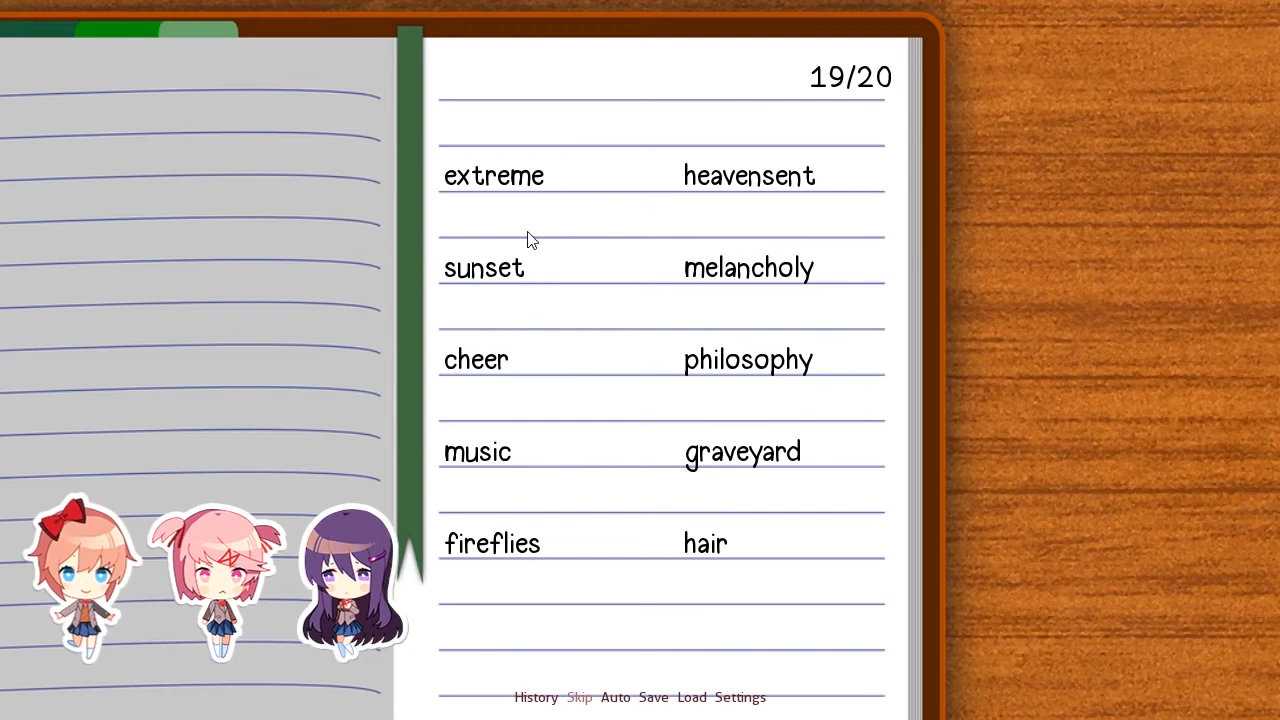 19/20
extreme heavensent
sunset melancholy
cheer philosophy
music graveyard
fireflies hair
History Skip Auto Save Load Settings